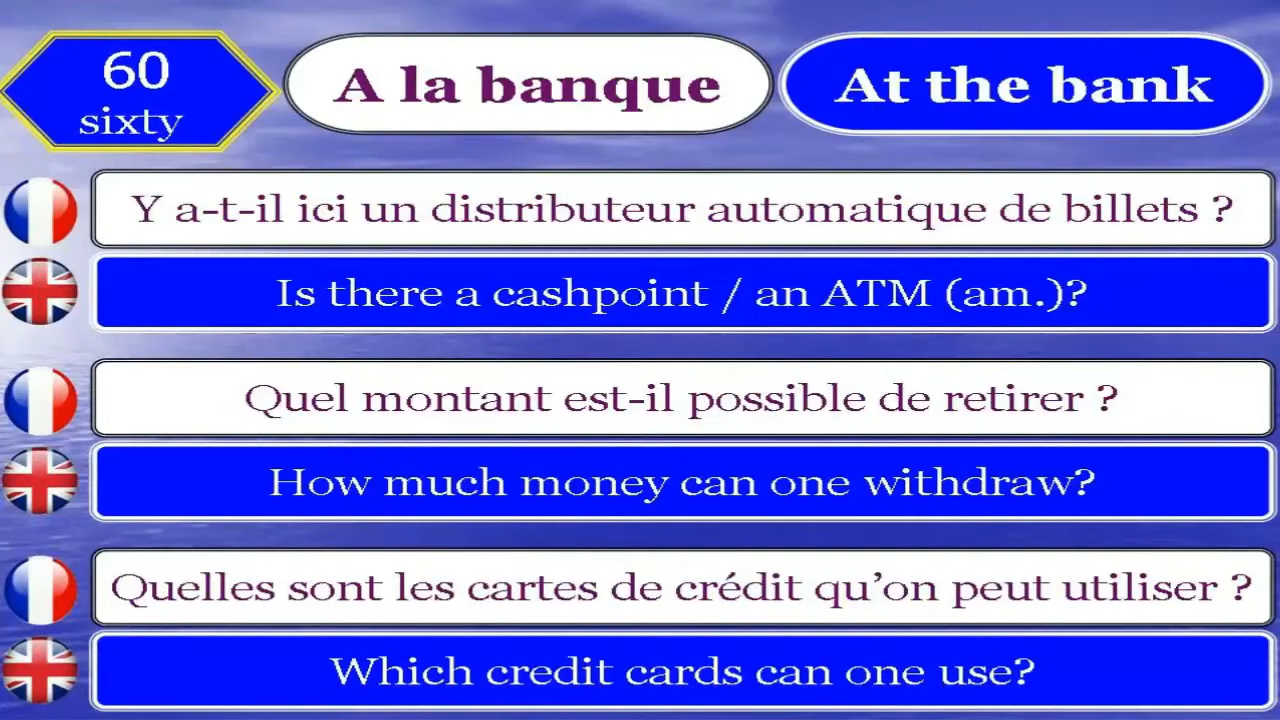 60
sixty
A la banque
At the bank
Y a-t-il ici un distributeur automatique de billets ?
Is there a cashpoint / an ATM (am.)?
Quel montant est-il possible de retirer ?
How much money can one withdraw?
Quelles sont les cartes de crédit qu’on peut utiliser ?
Which credit cards can one use?